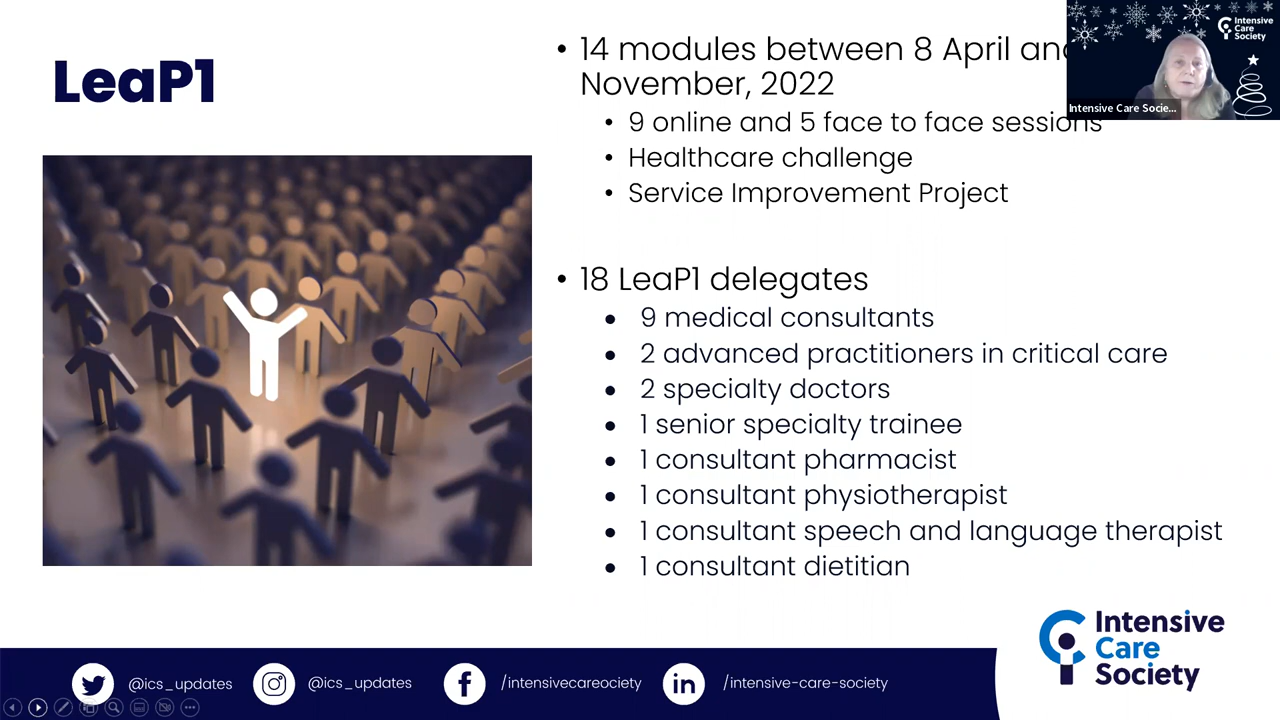 LeaP1
• 14 modules between 8 April and
November, 2022
• 9 online and 5 face to face sessions
• Healthcare challenge
• Service Improvement Project
• 18 LeaP1 delegates
• 9 medical consultants
• 2 advanced practitioners in critical care
• 2 specialty doctors
• 1 senior specialty trainee
• 1 consultant pharmacist
• 1 consultant physiotherapist
• 1 consultant speech and language therapist
• 1 consultant dietitian
Intensive
Care
Society
Intensive Care Socie...
Intensive
Care
Society
@ics_updates
@ics_updates
/intensivecareociety
/intensive-care-society